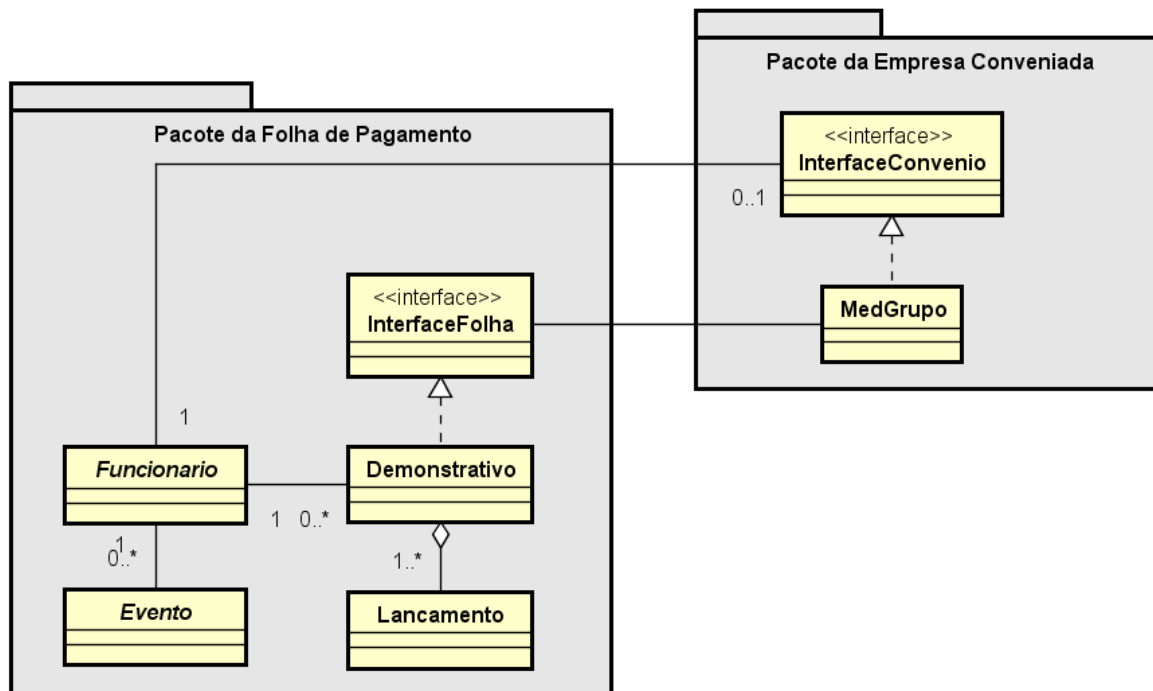 Pacote da Empresa Conveniada
<<interface>>
InterfaceConvenio
0..1
MedGrupo
Pacote da Folha de Pagamento
<<interface>>
InterfaceFolha
1
Funcionario
Demonstrativo
1 0..*
1
0..*
1..*
Evento
Lancamento